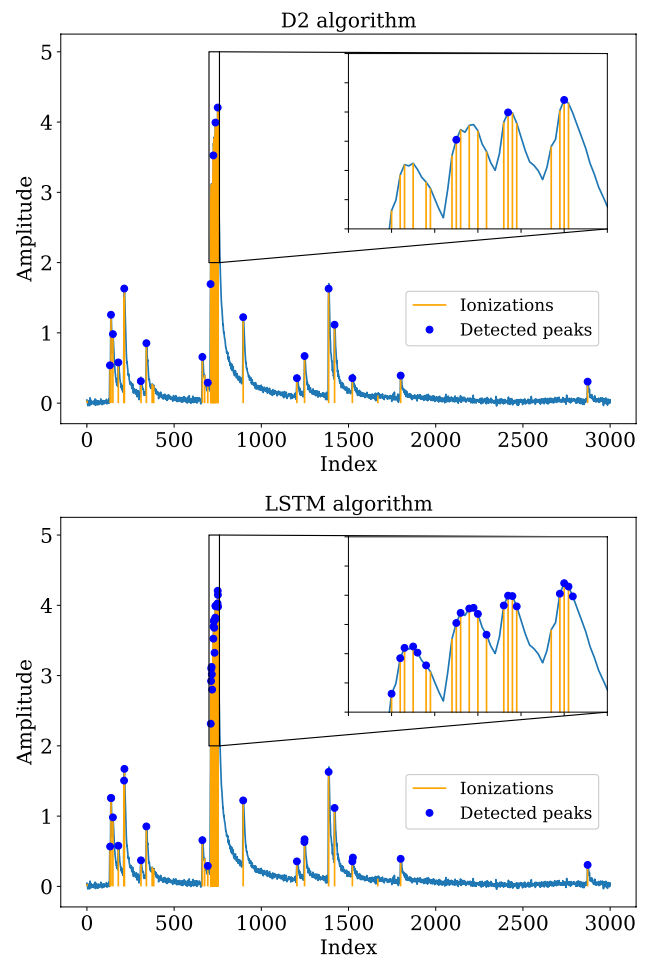 D2 algorithm
5
4
3
2
1
0
Amplitude
Ionizations
Detected peaks
0
500
1000
1500
2000
2500
3000
Index
LSTM algorithm
5
4
3
2
1
0
Amplitude
Ionizations
Detected peaks
0
500
1000
1500
2000
2500
3000
Index